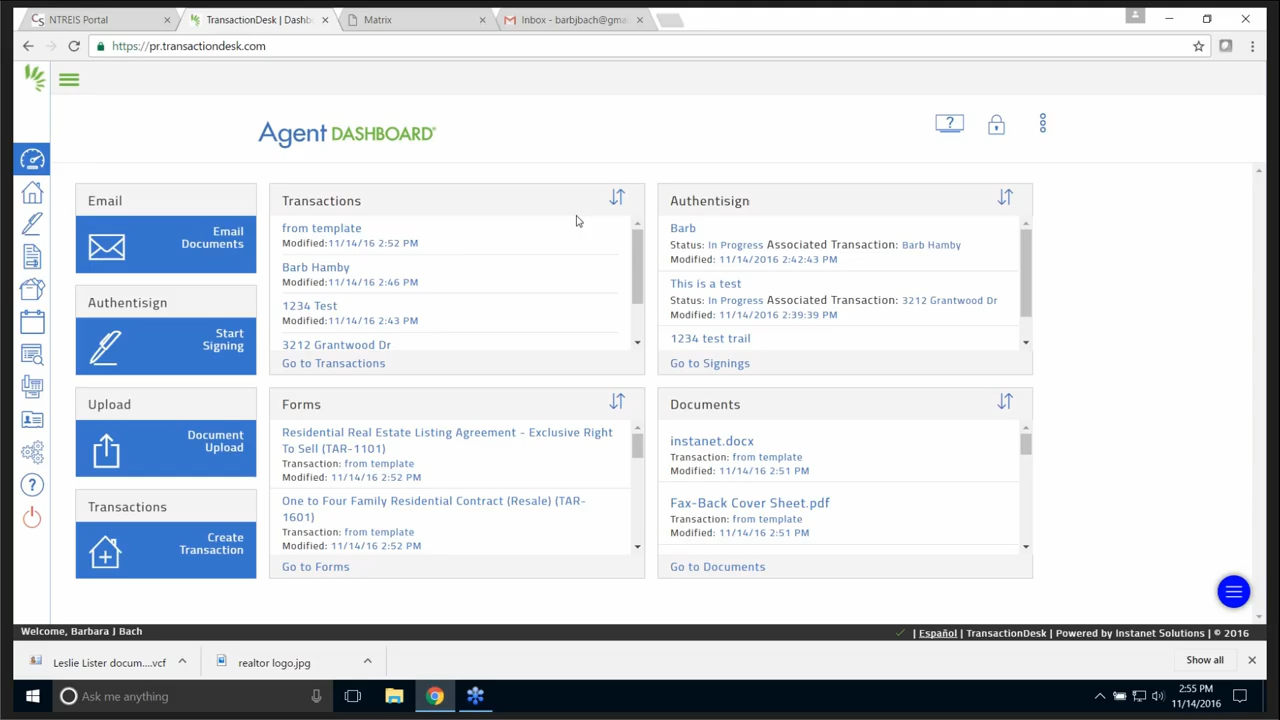 NTREIS Portal
TransactionDesk | Dashb
Matrix
Inbox - barbjbach@gma
https://pr.transactiondesk.com
Agent DASHBOARD
Email
Email
Documents
Authentisign
Start
Signing
Upload
Document
Upload
Transactions
Create
Transaction
Transactions
from template
Modified:11/14/16 2:52 PM
Barb Hamby
Modified:11/14/16 2:46 PM
1234 Test
Modified:11/14/16 2:43 PM
3212 Grantwood Dr
Go to Transactions
Authentisign
Barb
Status: In Progress Associated Transaction: Barb Hamby
Modified: 11/14/2016 2:42:43 PM
This is a test
Status: In Progress Associated Transaction: 3212 Grantwood Dr
Modified: 11/14/2016 2:39:39 PM
1234 test trail
Go to Signings
Forms
Residential Real Estate Listing Agreement - Exclusive Right
To Sell (TAR-1101)
Transaction: from template
Modified: 11/14/16 2:52 PM
One to Four Family Residential Contract (Resale) (TAR-
1601)
Transaction: from template
Modified: 11/14/16 2:52 PM
Go to Forms
Documents
instanet.docx
Transaction: from template
Modified: 11/14/16 2:51 PM
Fax-Back Cover Sheet.pdf
Transaction: from template
Modified: 11/14/16 2:51 PM
Go to Documents
Welcome, Barbara J Bach
| Español | TransactionDesk | Powered by Instanet Solutions | © 2016
Leslie Lister docum....vcf
realtor logo.jpg
Show all
Ask me anything
2:55 PM
11/14/2016